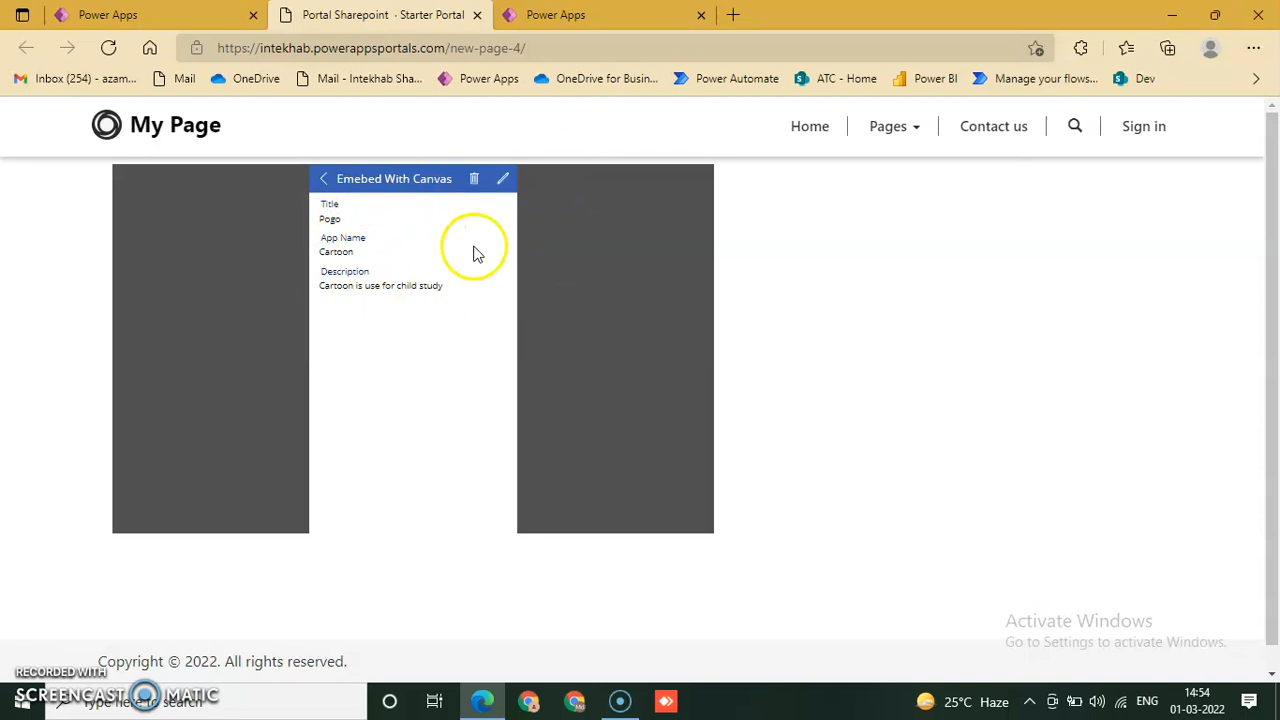 Power Apps
Portal Sharepoint · Starter Portal
Power Apps
https://intekhab.powerappsportals.com/new-page-4/
Inbox (254) - azam...
Mail
OneDrive
Mail - Intekhab Sha...
Power Apps
OneDrive for Busin...
Power Automate
ATC - Home
Power BI
Manage your flows...
Dev
My Page
Home
Pages
Contact us
Sign in
Emebed With Canvas
Title
Pogo
App Name
Cartoon
Description
Cartoon is use for child study
Activate Windows
Go to Settings to activate Windows.
Copyright © 2022. All rights reserved.
RECORDED WITH
SCREENCAST MATIC
Type here to search
25°C Haze
ENG
14:54
01-03-2022